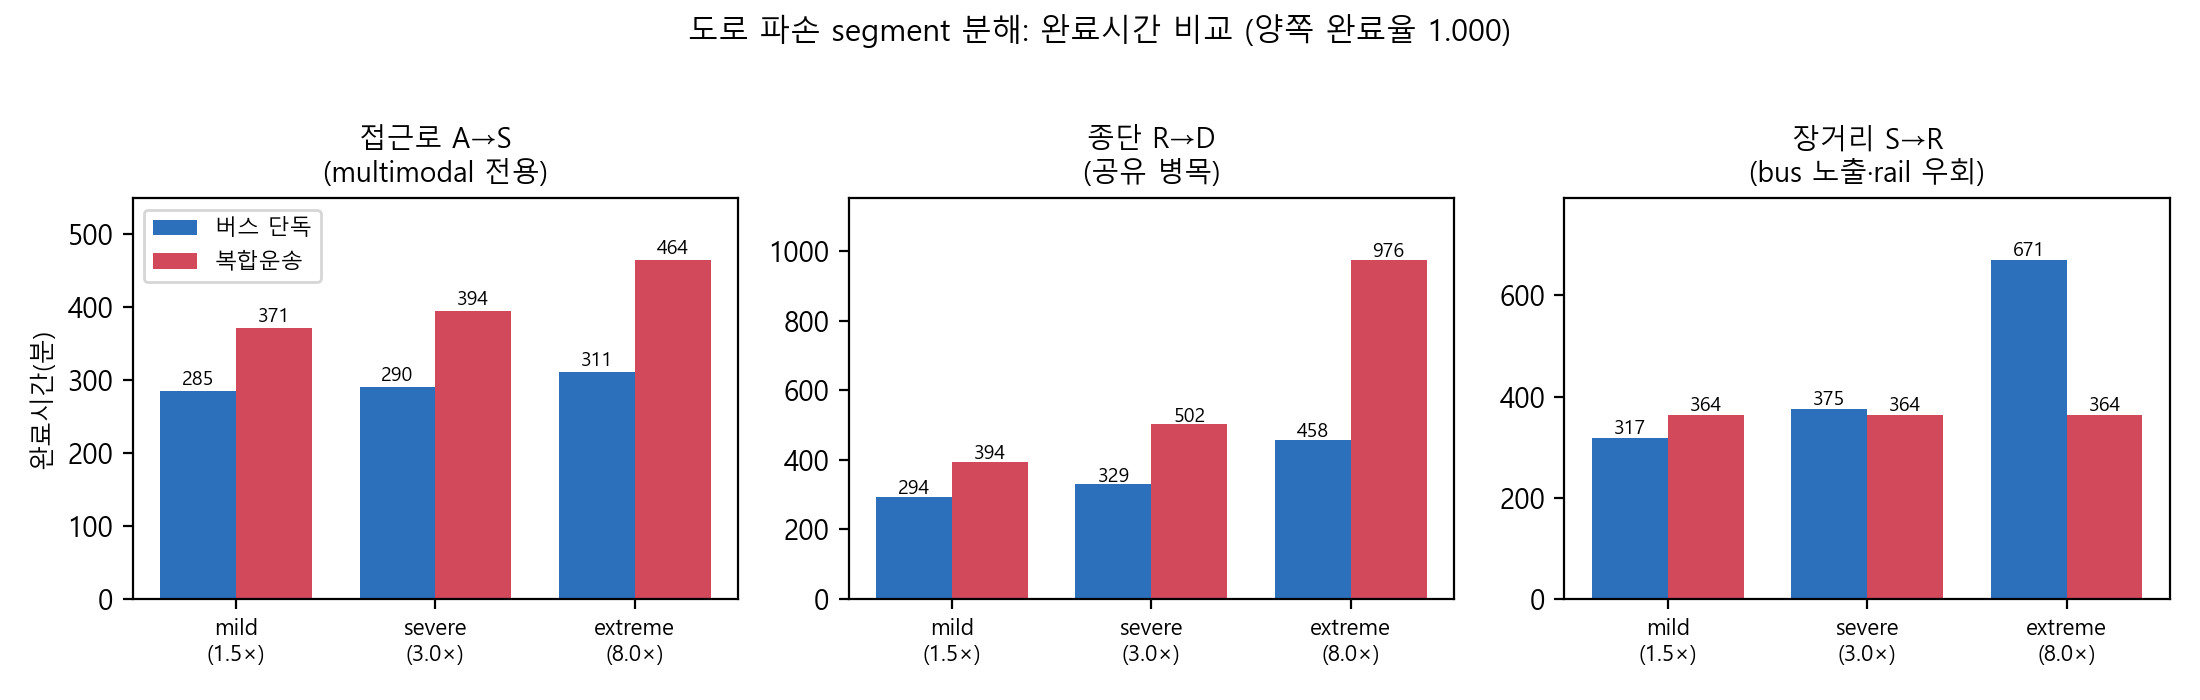 도로 파손 segment 분해: 완료시간 비교 (양쪽 완료율 1.000)
접근로 A→S
(multimodal 전용)
완료시간(분)
500
400
300
200
100
0
버스 단독
복합운송
285
371
290
394
311
464
mild
(1.5×)
severe
(3.0×)
extreme
(8.0×)
종단 R→D
(공유 병목)
1000
800
600
400
200
0
294
394
329
502
458
976
mild
(1.5×)
severe
(3.0×)
extreme
(8.0×)
장거리 S→R
(bus 노출·rail 우회)
600
400
200
0
317
364
375
364
671
364
mild
(1.5×)
severe
(3.0×)
extreme
(8.0×)